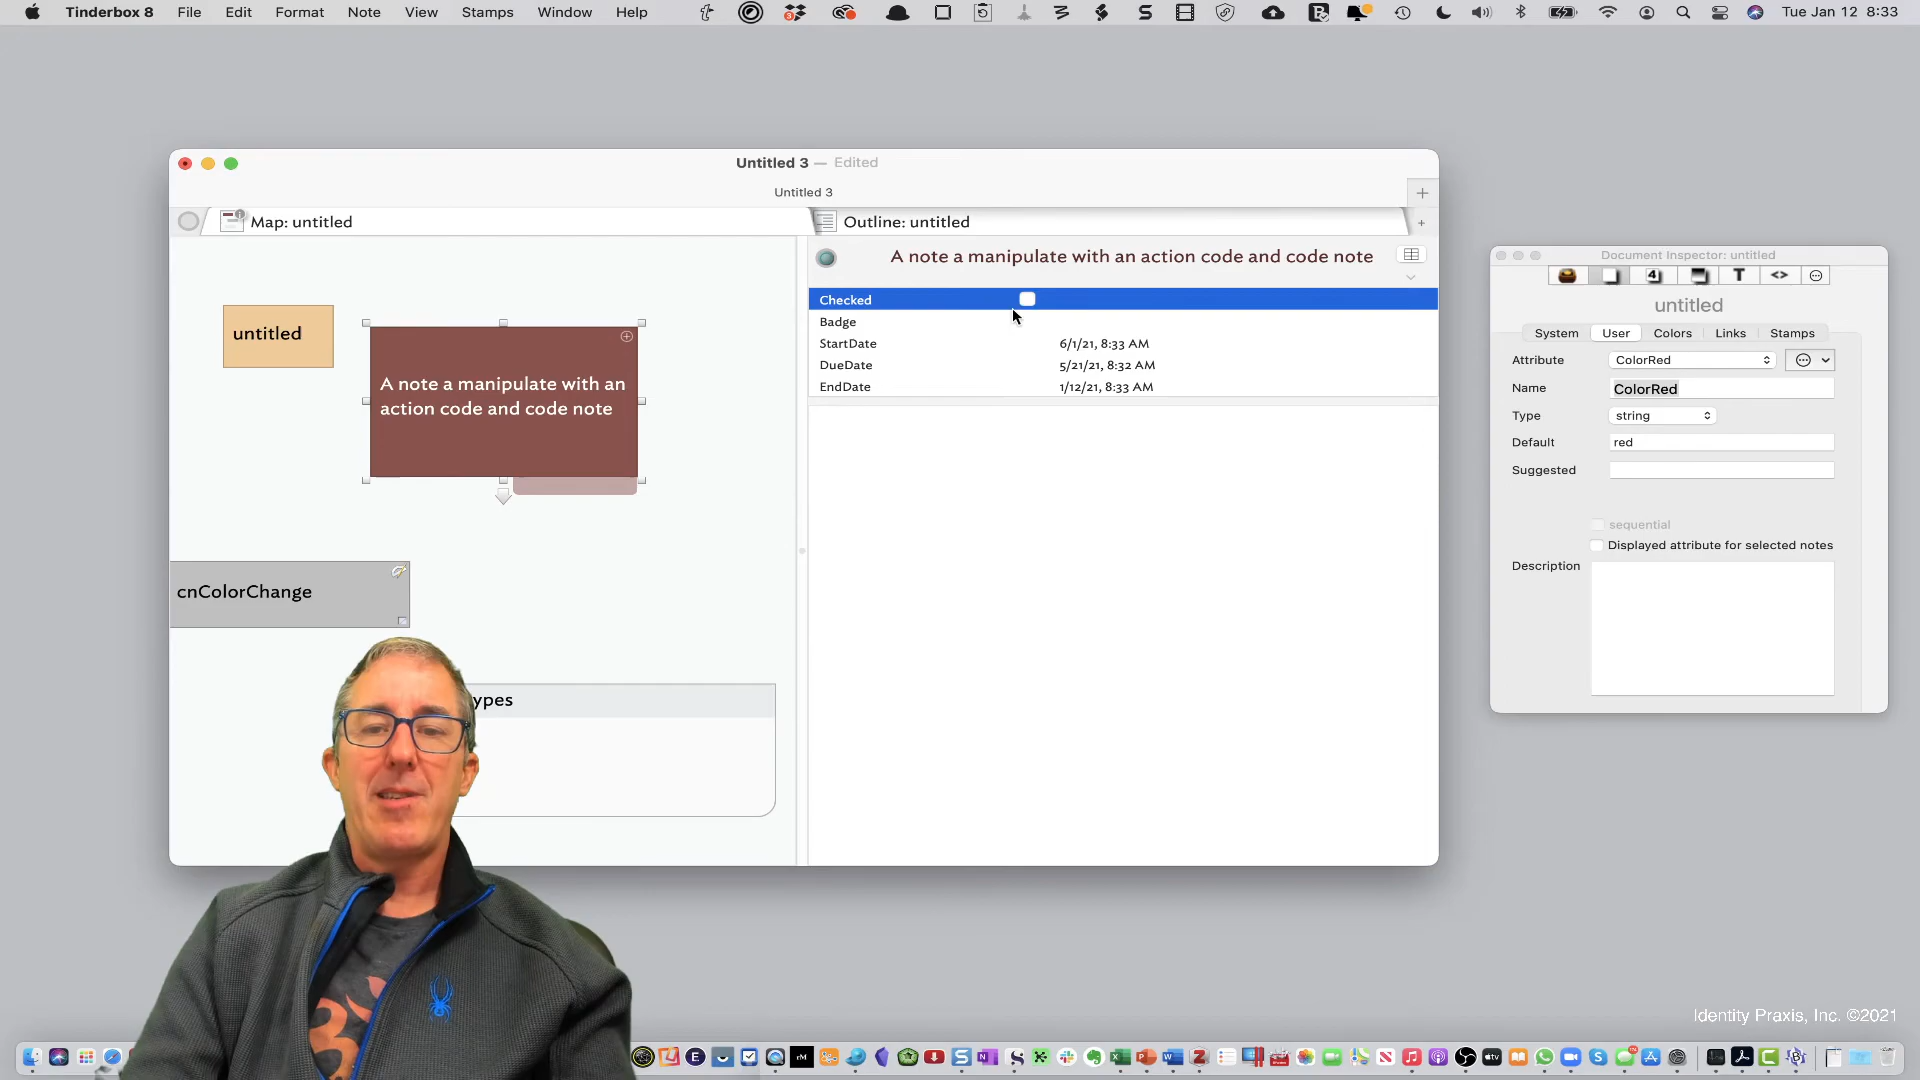 Tinderbox 8 File Edit Format Note View Stamps Window Help Tue Jan 12 8:33
Untitled 3 — Edited
Untitled 3
Map: untitled
Outline: untitled
untitled
A note a manipulate with an
action code and code note
cnColorChange
ypes
A note a manipulate with an action code and code note
Checked
Badge
StartDate 6/1/21, 8:33 AM
DueDate 5/21/21, 8:32 AM
EndDate 1/12/21, 8:33 AM
Document Inspector: untitled
untitled
System User Colors Links Stamps
Attribute ColorRed
Name ColorRed
Type string
Default red
Suggested
sequential
Displayed attribute for selected notes
Description
Identity Praxis, Inc. ©2021